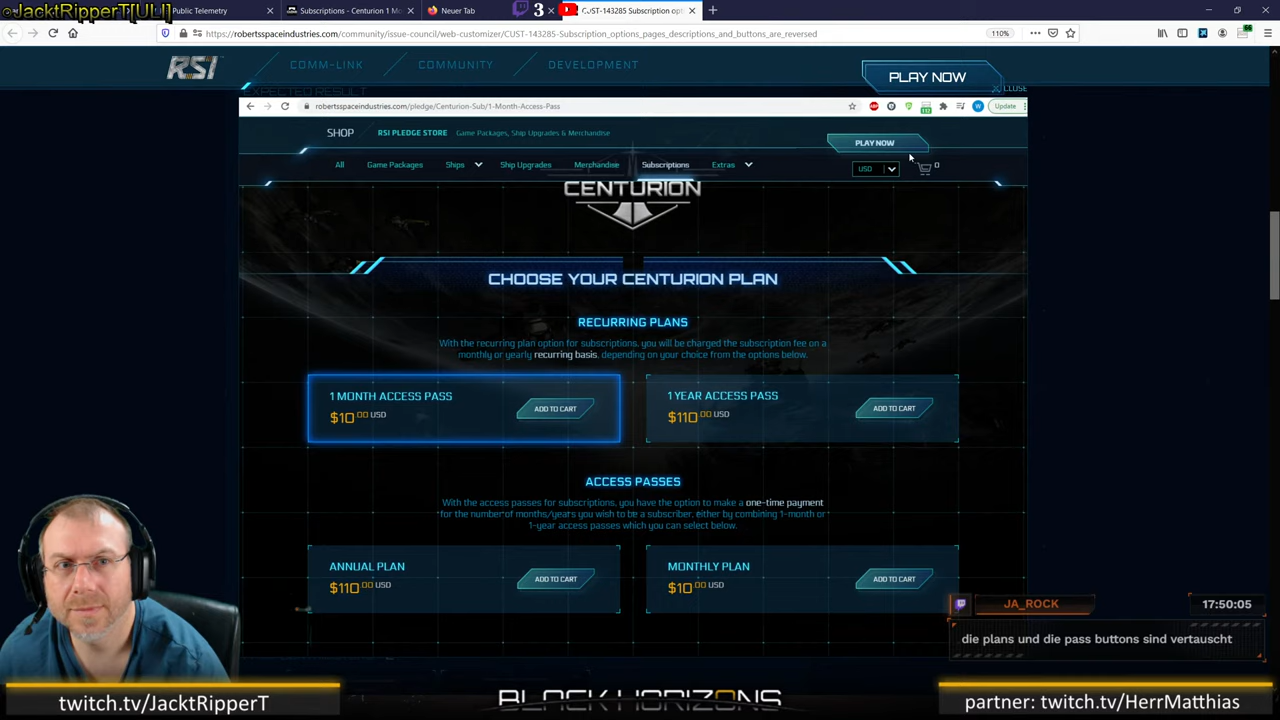 JacktRipperT[UL]
Public Telemetry
Subscriptions - Centurion 1 Mo
Neuer Tab
3
CUST-143285 Subscription opti
https://robertsspaceindustries.com/community/issue-council/web-customizer/CUST-143285-Subscription_options_pages_descriptions_and_buttons_are_reversed
110%
RSI
COMM-LINK
COMMUNITY
DEVELOPMENT
PLAY NOW
EXPECTED RESULT
CLOSE
robertsspaceindustries.com/pledge/Centurion-Sub/1-Month-Access-Pass
Update
SHOP
RSI PLEDGE STORE
Game Packages, Ship Upgrades & Merchandise
PLAY NOW
All
Game Packages
Ships
Ship Upgrades
Merchandise
Subscriptions
Extras
USD
0
CENTURION
CHOOSE YOUR CENTURION PLAN
RECURRING PLANS
With the recurring plan option for subscriptions, you will be charged the subscription fee on a
monthly or yearly recurring basis, depending on your choice from the options below.
1 MONTH ACCESS PASS
$10.00 USD
ADD TO CART
1 YEAR ACCESS PASS
$110.00 USD
ADD TO CART
ACCESS PASSES
With the access passes for subscriptions, you have the option to make a one-time payment
for the number of months/years you wish to be a subscriber, either by combining 1-month or
1-year access passes which you can select below.
ANNUAL PLAN
$110.00 USD
ADD TO CART
MONTHLY PLAN
$10.00 USD
ADD TO CART
JA_ROCK
17:50:05
die plans und die pass buttons sind vertauscht
BLACK HORIZONS
twitch.tv/JacktRipperT
partner: twitch.tv/HerrMatthias